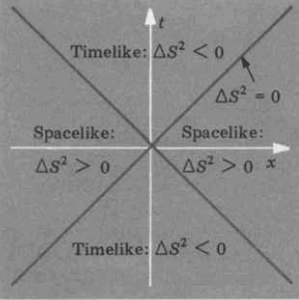 t
Timelike: ΔS² < 0
ΔS² = 0
Spacelike: Spacelike:
ΔS² > 0 ΔS² > 0 x
Timelike: ΔS² < 0